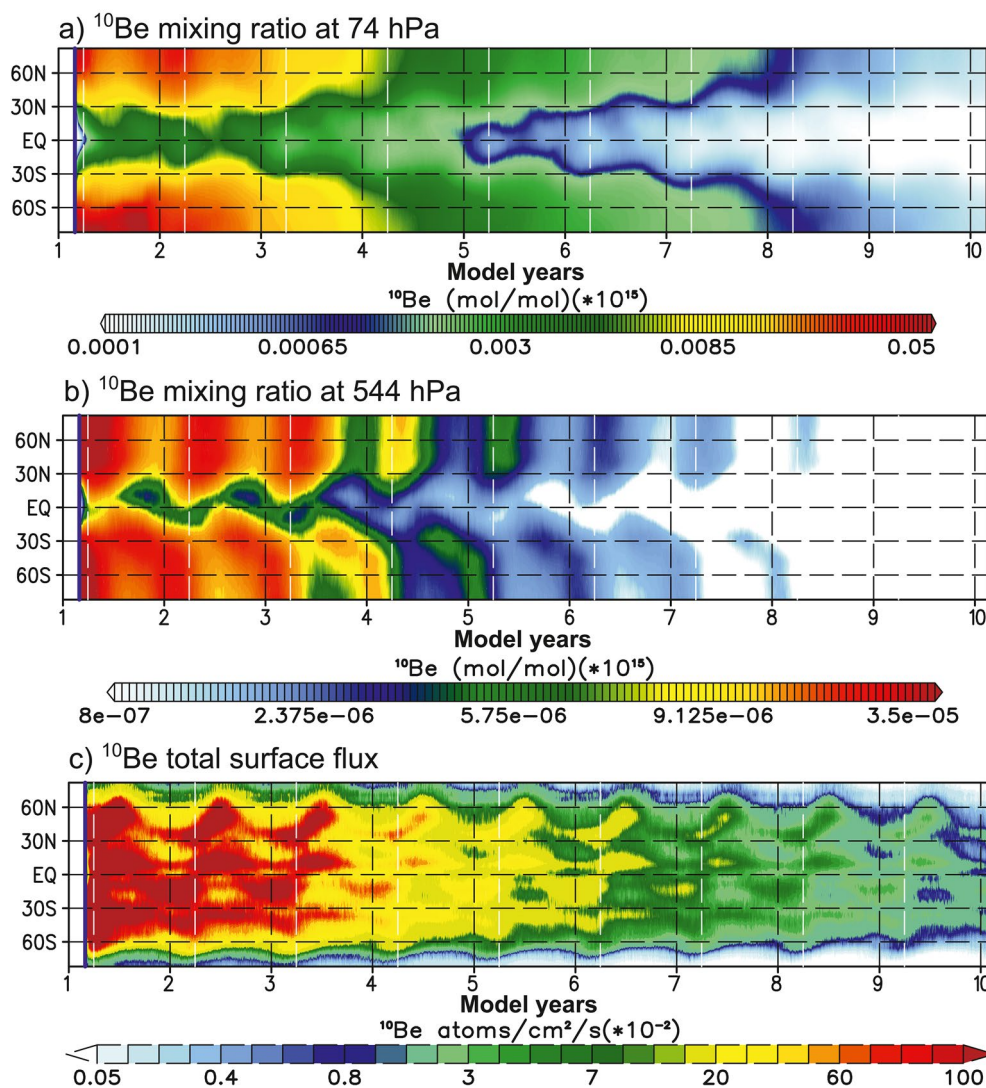 a) ¹⁰Be mixing ratio at 74 hPa
60N
30N
EQ
30S
60S
1 2 3 4 5 6 7 8 9 10
Model years
¹⁰Be (mol/mol)(*10¹⁵)
0.0001 0.00065 0.003 0.0085 0.05
b) ¹⁰Be mixing ratio at 544 hPa
60N
30N
EQ
30S
60S
1 2 3 4 5 6 7 8 9 10
Model years
¹⁰Be (mol/mol)(*10¹⁵)
8e-07 2.375e-06 5.75e-06 9.125e-06 3.5e-05
c) ¹⁰Be total surface flux
60N
30N
EQ
30S
60S
1 2 3 4 5 6 7 8 9 10
Model years
¹⁰Be atoms/cm²/s(*10⁻²)
0.05 0.4 0.8 3 7 20 60 100